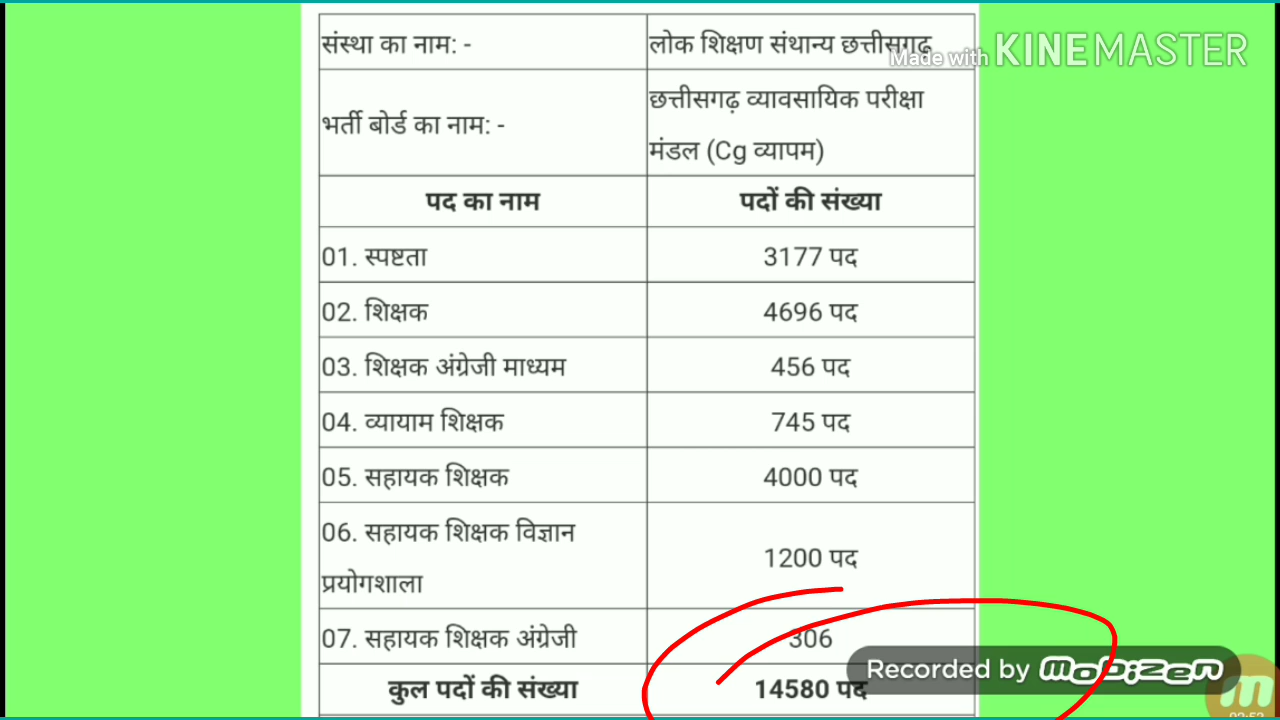 संस्था का नाम: -
लोक शिक्षण संथान्य छत्तीसगढ़
Made with KINEMASTER
भर्ती बोर्ड का नाम: -
छत्तीसगढ़ व्यावसायिक परीक्षा
मंडल (Cg व्यापम)
पद का नाम
पदों की संख्या
01. स्पष्टता
3177 पद
02. शिक्षक
4696 पद
03. शिक्षक अंग्रेजी माध्यम
456 पद
04. व्यायाम शिक्षक
745 पद
05. सहायक शिक्षक
4000 पद
06. सहायक शिक्षक विज्ञान
प्रयोगशाला
1200 पद
07. सहायक शिक्षक अंग्रेजी
306
Recorded by MOBIZEN
कुल पदों की संख्या
14580 पद